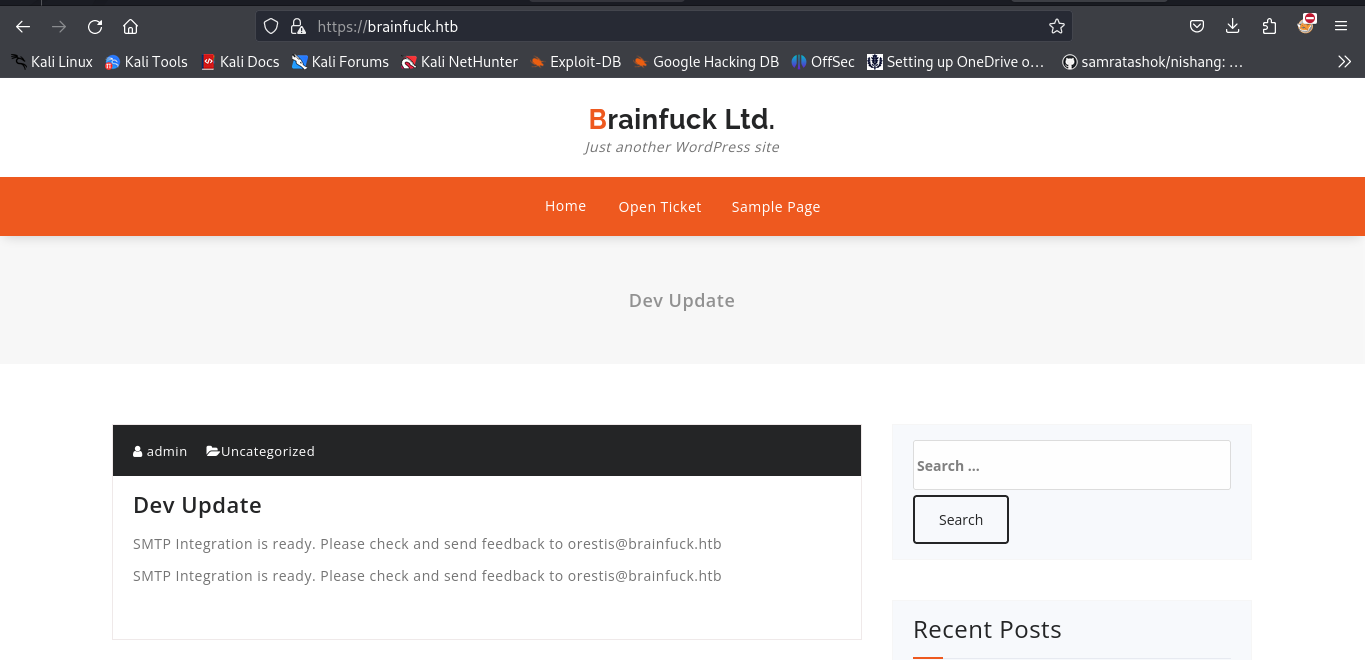 https://brainfuck.htb
Kali Linux Kali Tools Kali Docs Kali Forums Kali NetHunter Exploit-DB Google Hacking DB OffSec Setting up OneDrive o... samratashok/nishang: ...
Brainfuck Ltd.
Just another WordPress site
Home Open Ticket Sample Page
Dev Update
admin Uncategorized
Dev Update
SMTP Integration is ready. Please check and send feedback to orestis@brainfuck.htb
SMTP Integration is ready. Please check and send feedback to orestis@brainfuck.htb
Search ...
Search
Recent Posts